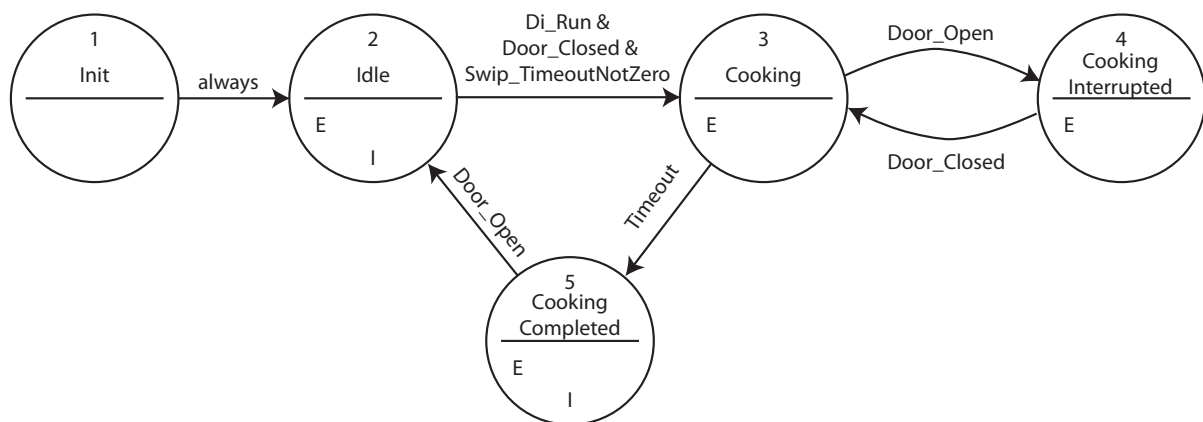 1
Init
always
2
Idle
E
I
Di_Run &
Door_Closed &
Swip_TimeoutNotZero
3
Cooking
E
Door_Open
Door_Closed
4
Cooking
Interrupted
E
Door_Open
Timeout
5
Cooking
Completed
E
I